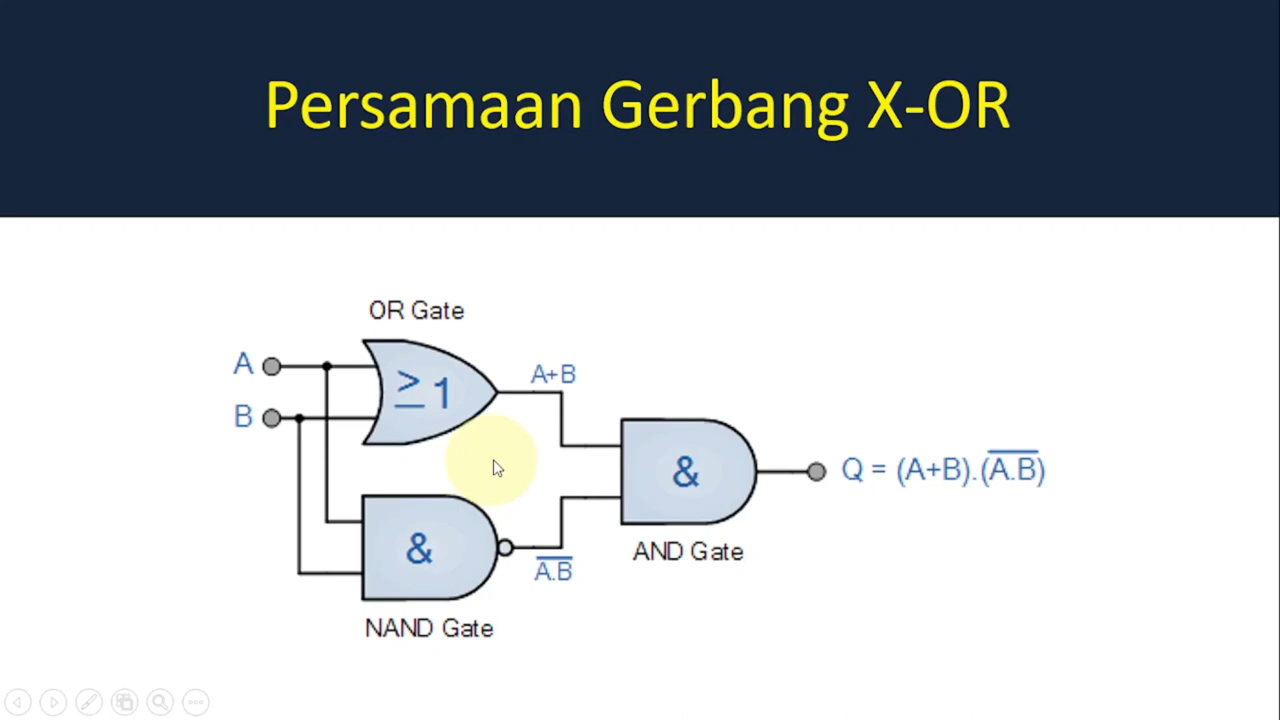 Persamaan Gerbang X-OR
OR Gate
A
≥1
A+B
B
&
Q = (A+B).(A̅.̅B̅)
&
A̅.̅B̅
AND Gate
NAND Gate